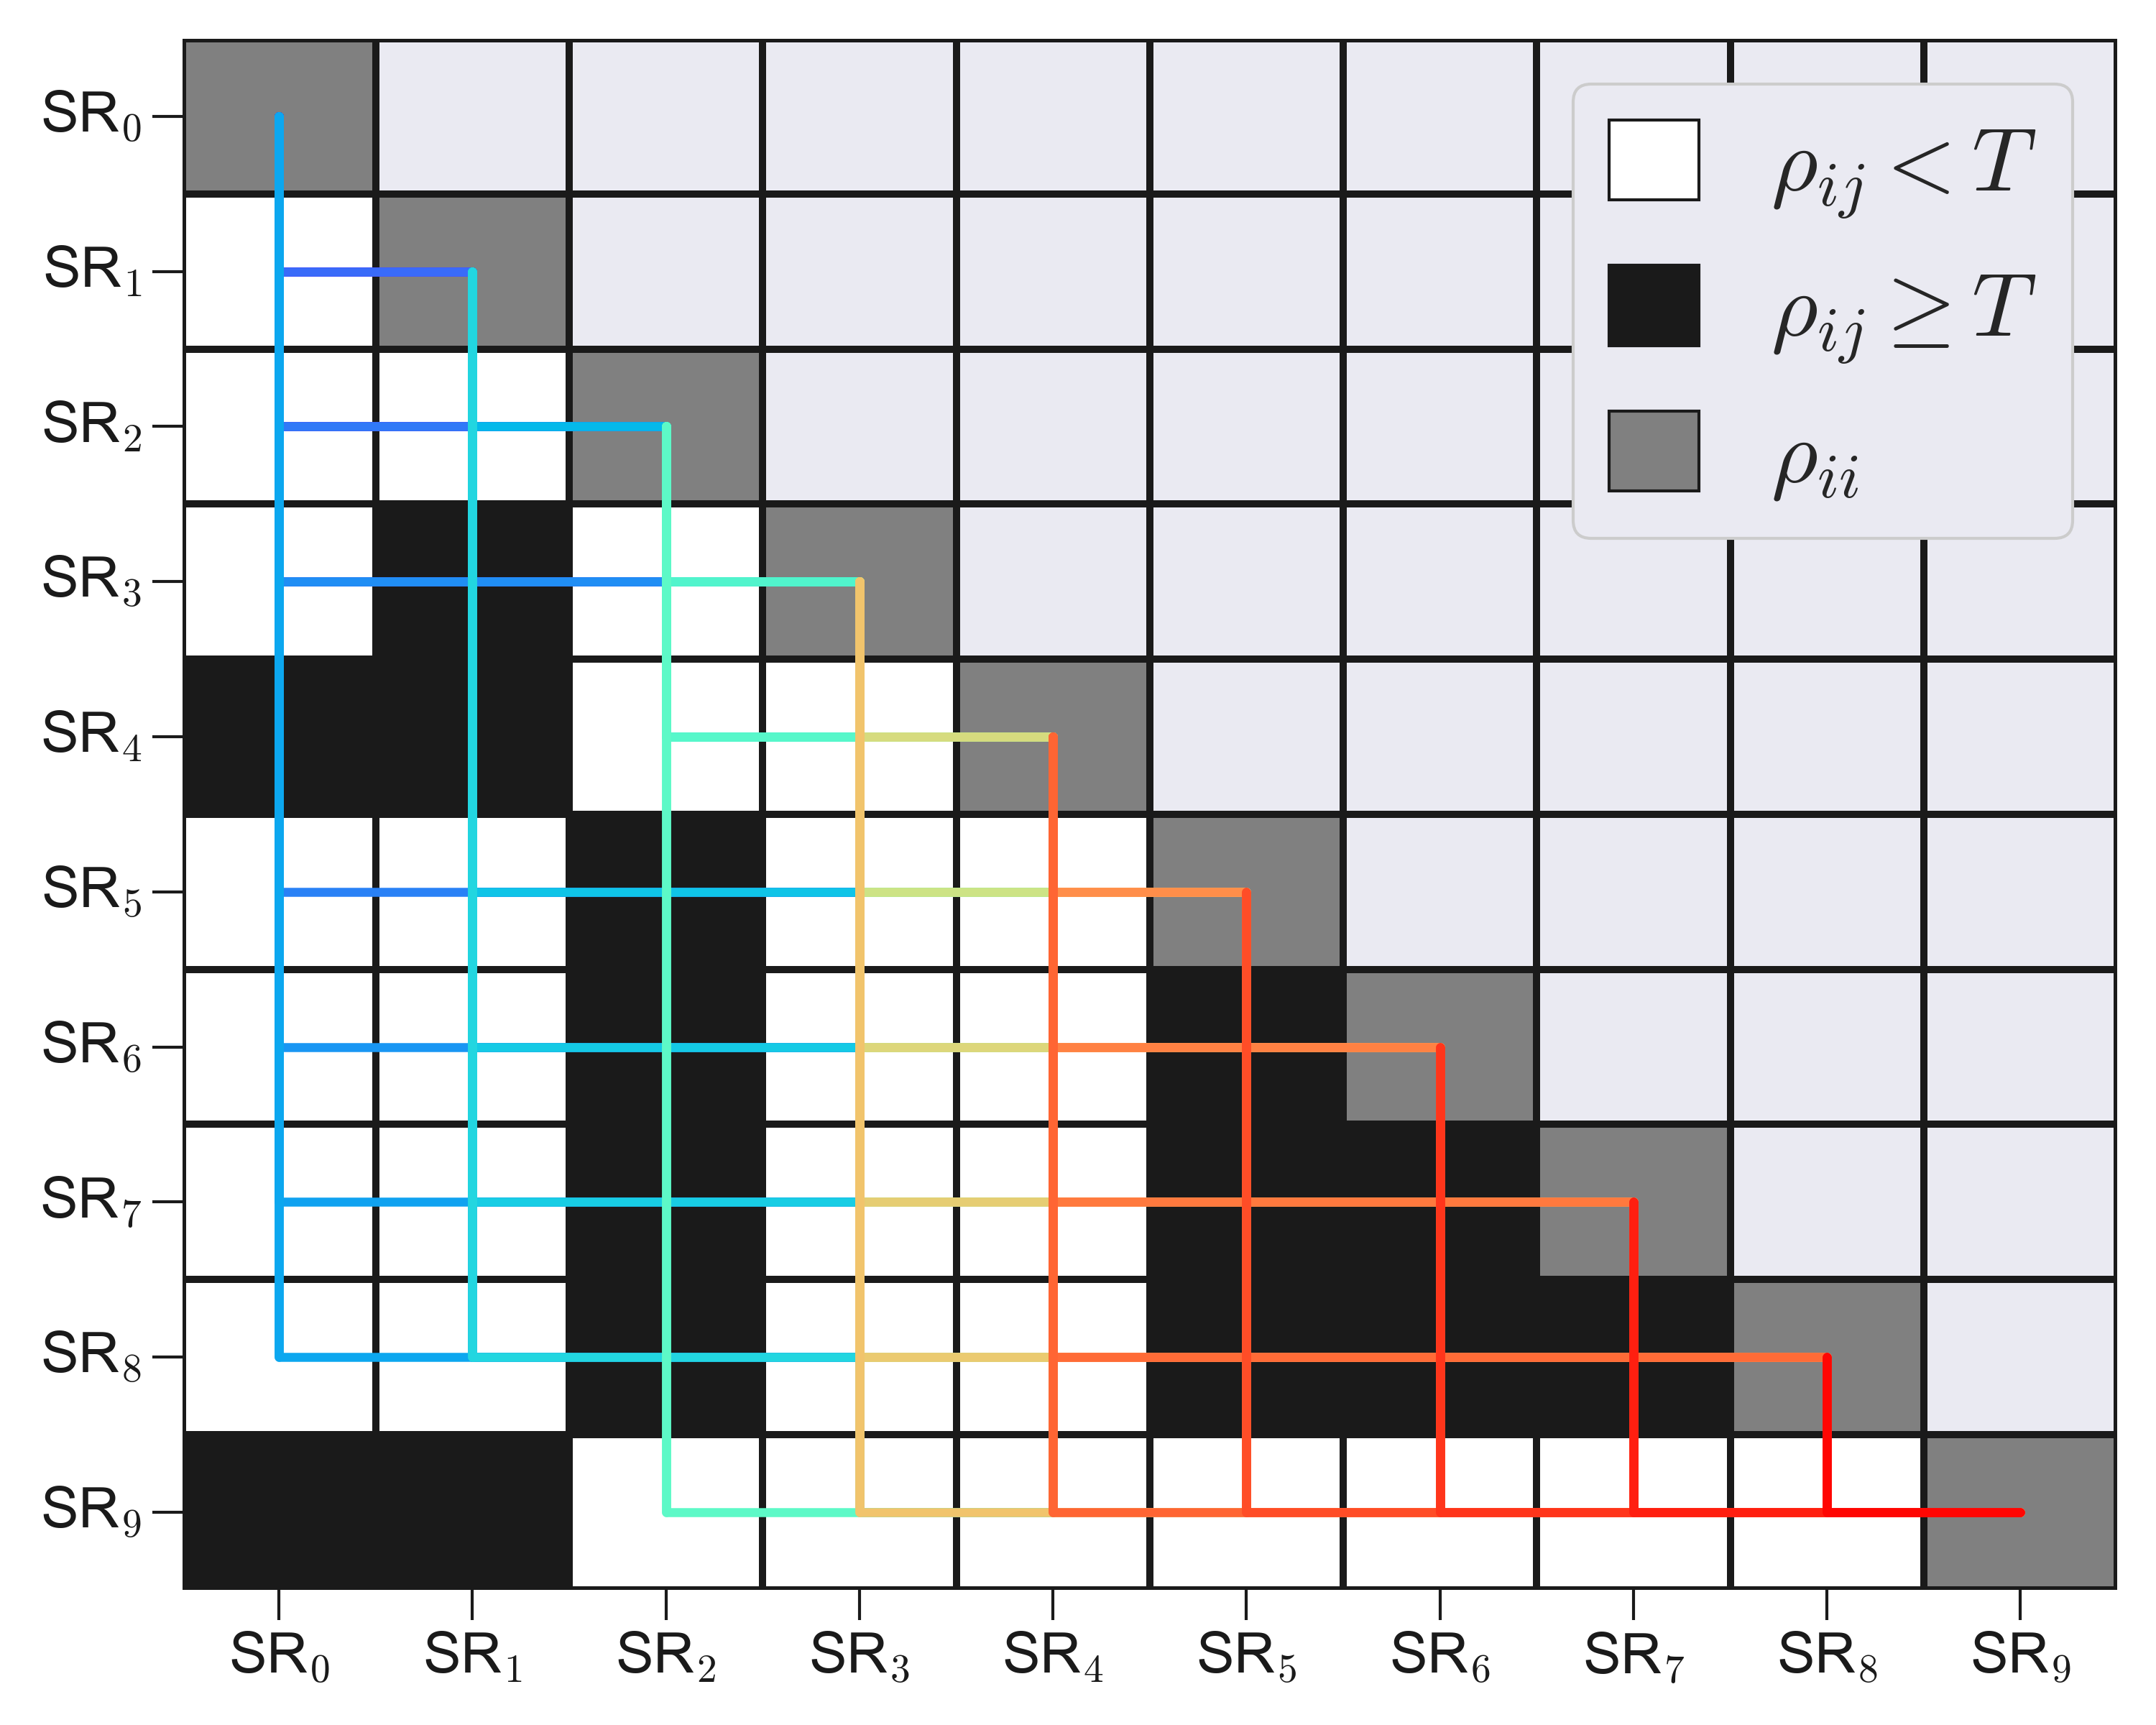 SR₀
SR₁
SR₂
SR₃
SR₄
SR₅
SR₆
SR₇
SR₈
SR₉
ρᵢⱼ < T
ρᵢⱼ ≥ T
ρᵢᵢ
SR₀ SR₁ SR₂ SR₃ SR₄ SR₅ SR₆ SR₇ SR₈ SR₉